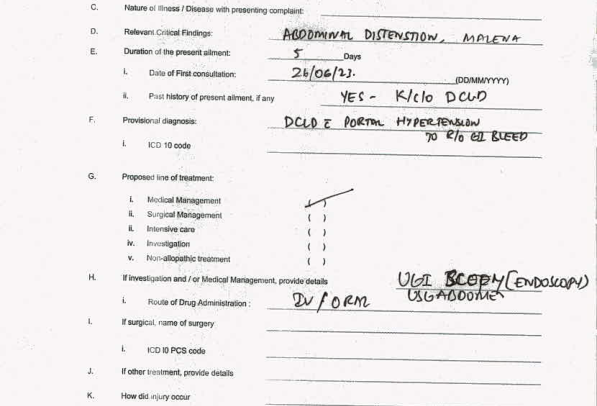 C. Nature of Illness / Disease with presenting complaint:
D. Relevant Critical Findings: ABDOMINAL DISTENSTION, MALENA
E. Duration of the present ailment: 5 Days
i. Date of First consultation: 26/06/23. (DD/MM/YYYY)
ii. Past history of present ailment, if any YES - K/c/o DCLD
F. Provisional diagnosis: DCLD c̄ PORTAL HYPERTENSION
TO R/O GI BLEED
i. ICD 10 code
G. Proposed line of treatment:
i. Medical Management
ii. Surgical Management ( )
ii. Intensive care ( )
iv. Investigation ( )
v. Non-allopathic treatment ( )
H. If investigation and / or Medical Management, provide details UGI SCOPY (ENDOSCOPY)
USG ABDOMEN
i. Route of Drug Administration : IV / ORAL
I. If surgical, name of surgery
i. ICD I0 PCS code
J. If other treatment, provide details
K. How did injury occur